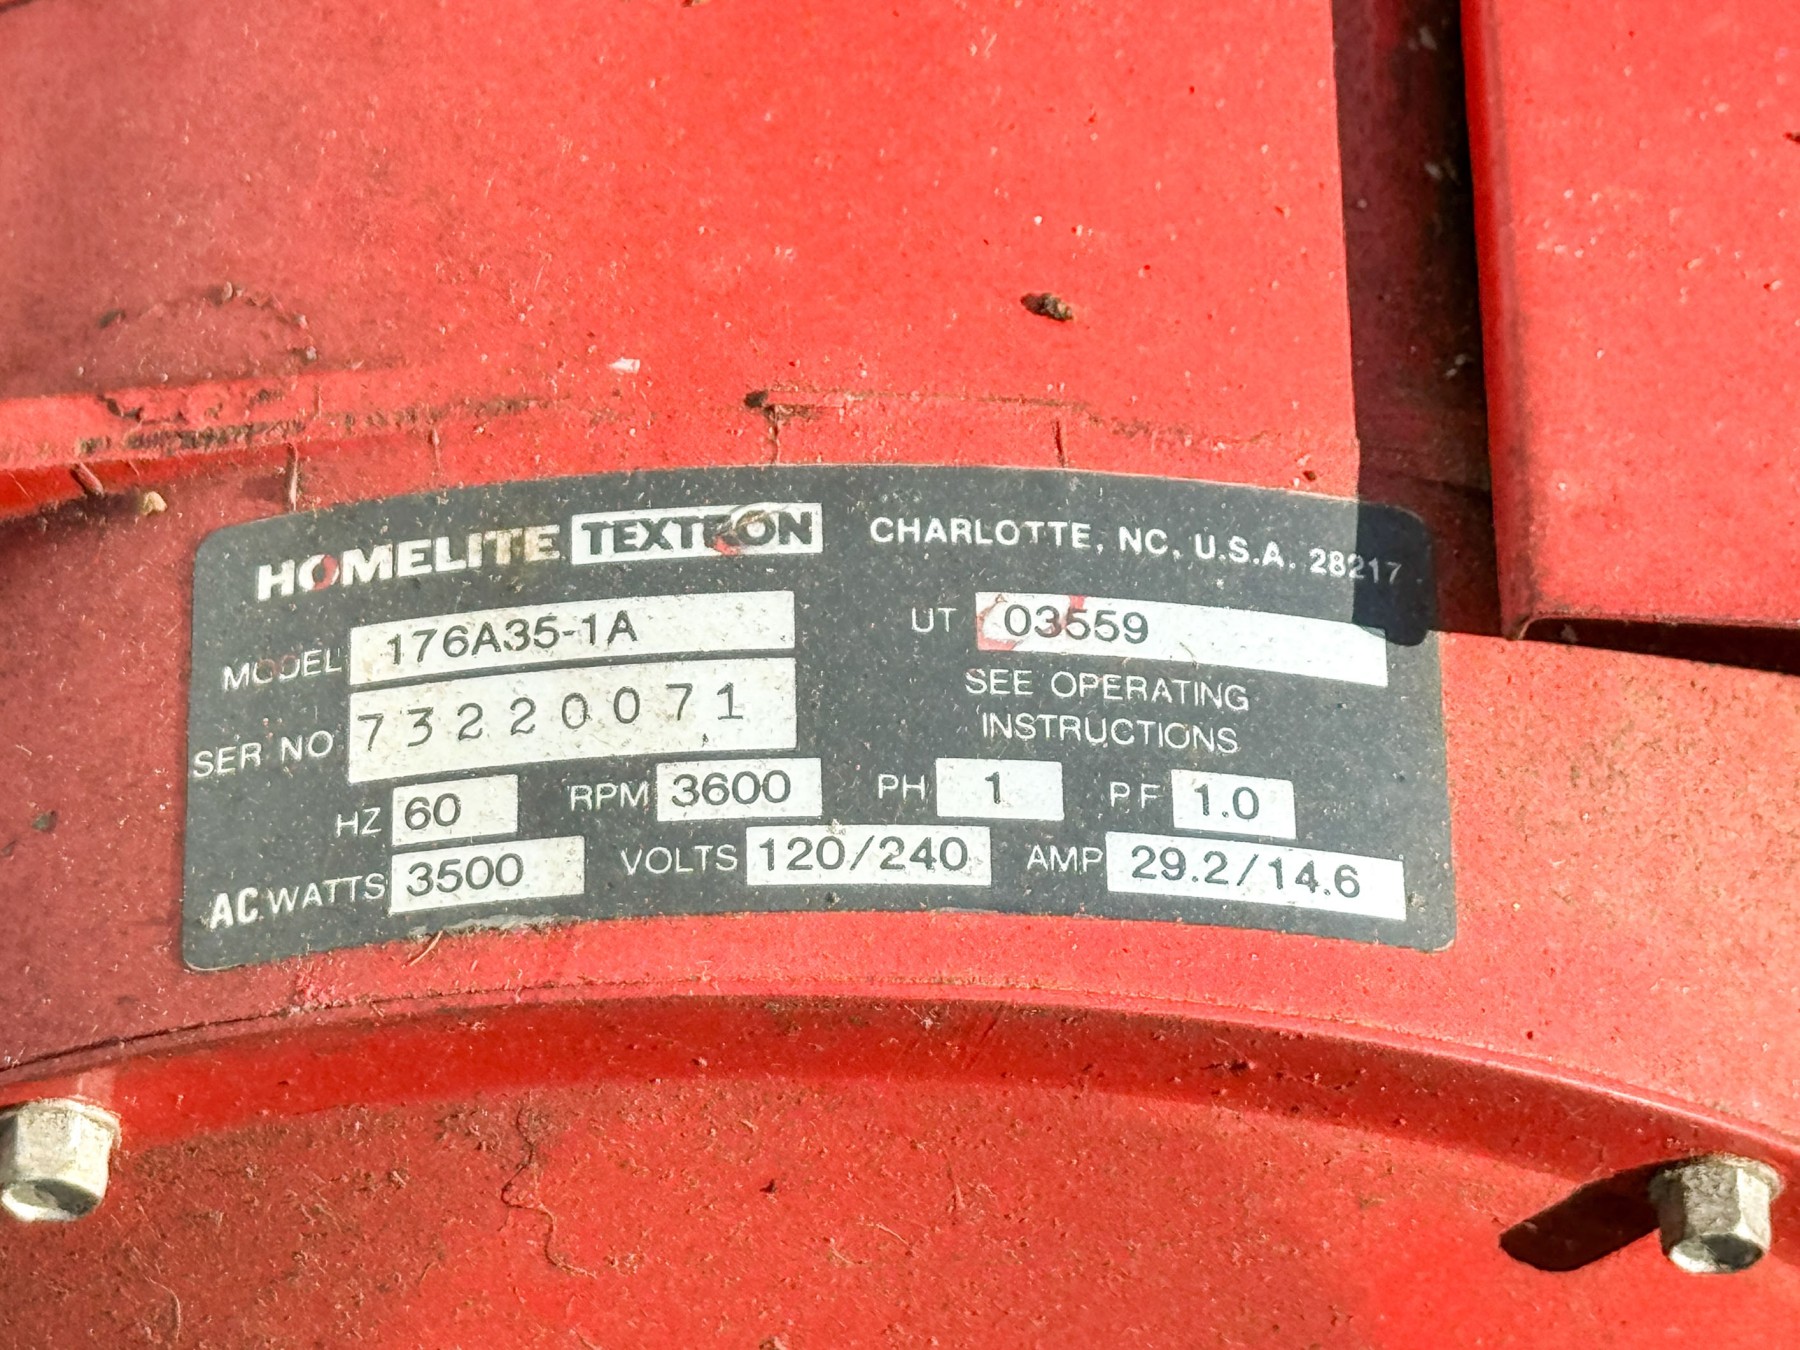 HOMELITE TEXTRON CHARLOTTE, NC, U.S.A. 28217
MODEL 176A35-1A UT 03559
SER NO 73220071 SEE OPERATING
INSTRUCTIONS
HZ 60 RPM 3600 PH 1 PF 1.0
AC WATTS 3500 VOLTS 120/240 AMP 29.2/14.6